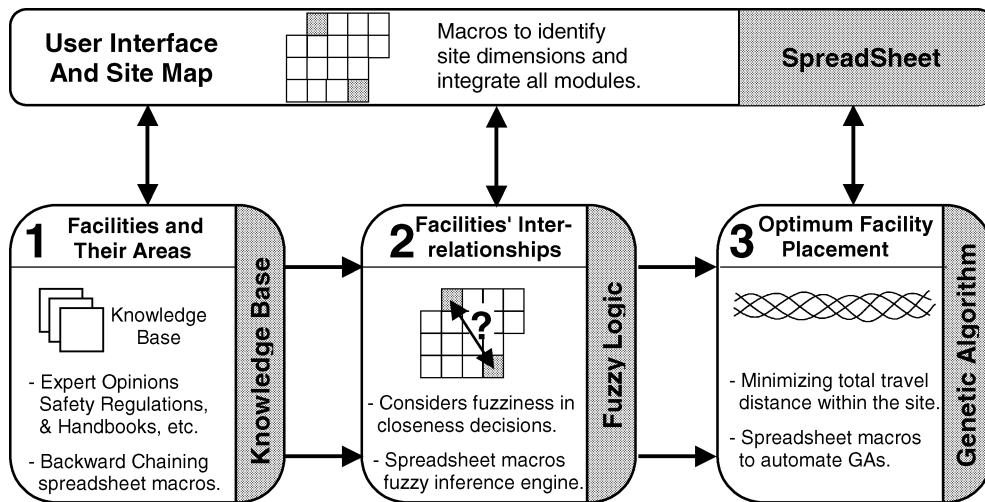 User Interface
And Site Map
Macros to identify
site dimensions and
integrate all modules.
SpreadSheet
1
Facilities and
Their Areas
Knowledge
Base
- Expert Opinions
Safety Regulations,
& Handbooks, etc.
- Backward Chaining
spreadsheet macros.
Knowledge Base
2
Facilities' Inter-
relationships
?
- Considers fuzziness in
closeness decisions.
- Spreadsheet macros
fuzzy inference engine.
Fuzzy Logic
3
Optimum Facility
Placement
- Minimizing total travel
distance within the site.
- Spreadsheet macros
to automate GAs.
Genetic Algorithm